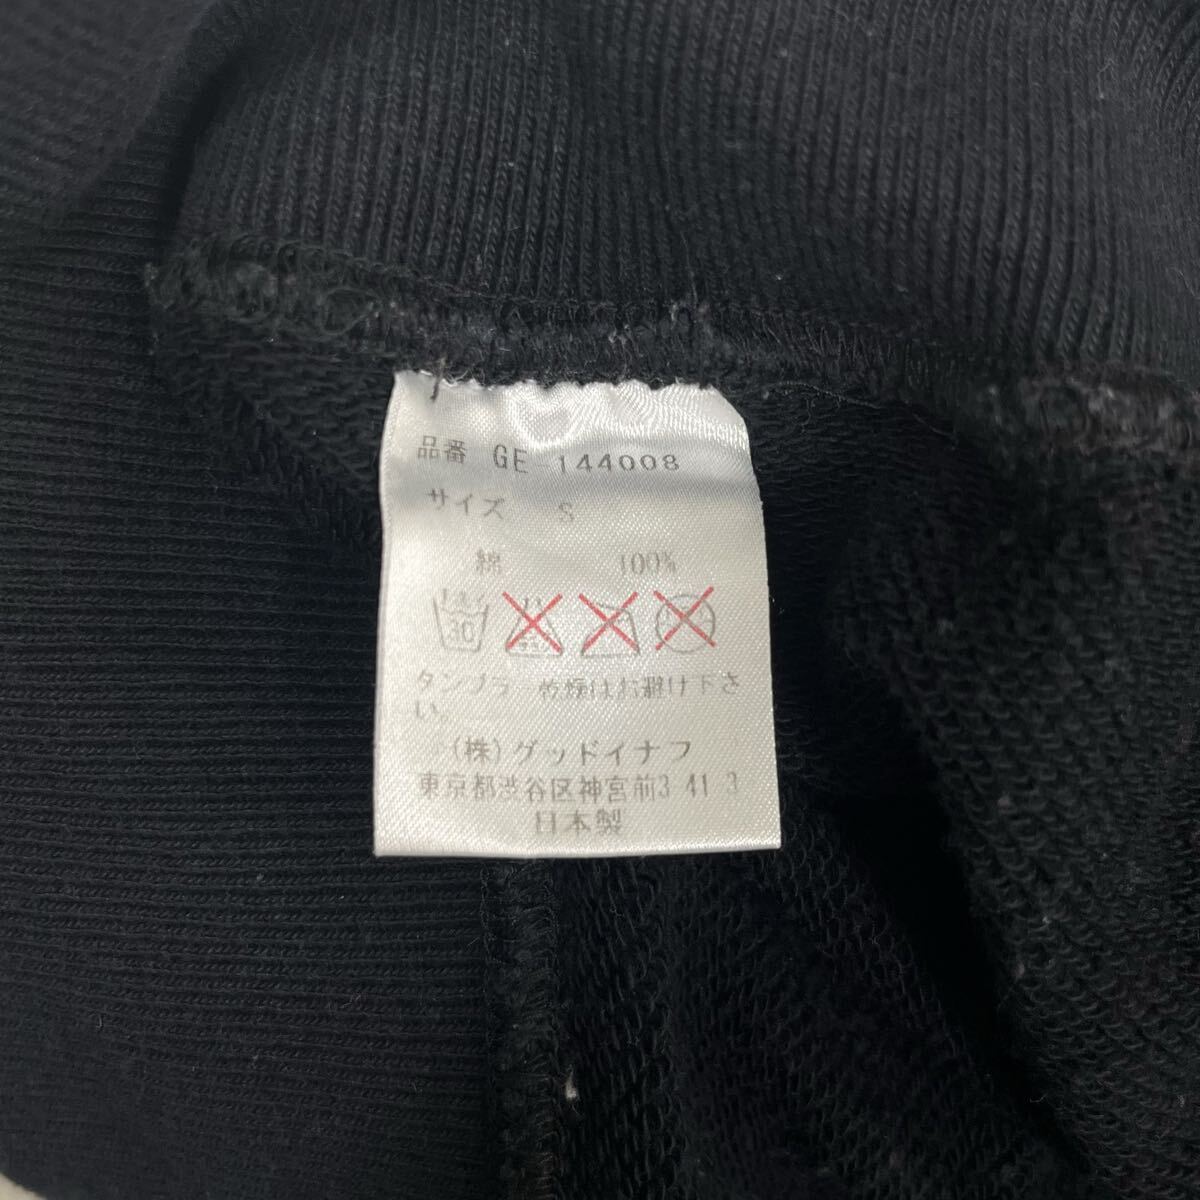 品番 GE-144008
サイズ S
綿 100%
30
タンブラー乾燥はお避け下さ
い。
(株)グッドイナフ
東京都渋谷区神宮前3 41 3
日本製